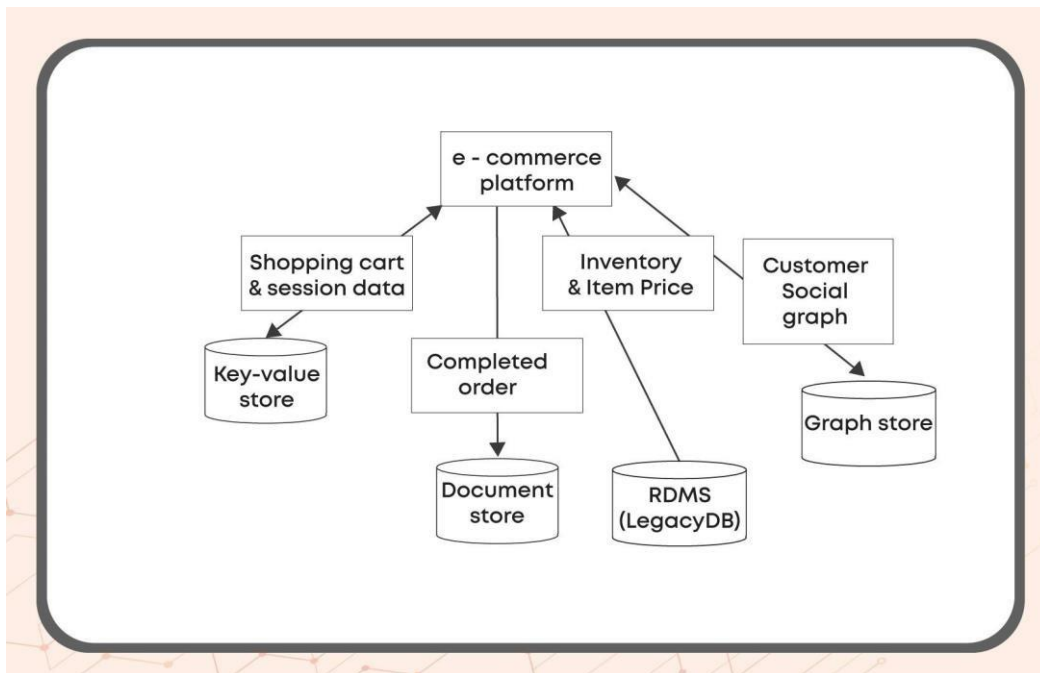 e - commerce
platform
Shopping cart
& session data
Inventory
& Item Price
Customer
Social
graph
Key-value
store
Completed
order
Graph store
Document
store
RDMS
(LegacyDB)